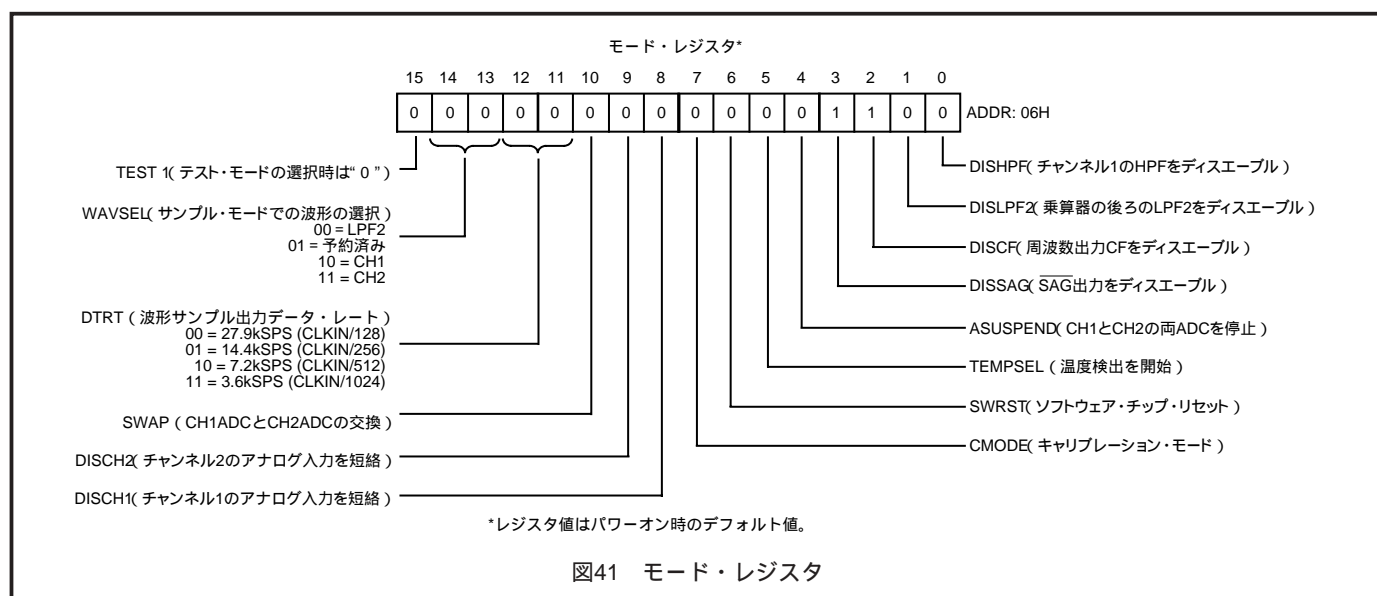 モード・レジスタ*
15 14 13 12 11 10 9 8 7 6 5 4 3 2 1 0
0 0 0 0 0 0 0 0 0 0 0 0 1 1 0 0 ADDR: 06H
TEST 1(テスト・モードの選択時は“0”)
WAVSEL(サンプル・モードでの波形の選択)
00 = LPF2
01 = 予約済み
10 = CH1
11 = CH2
DTRT(波形サンプル出力データ・レート)
00 = 27.9kSPS (CLKIN/128)
01 = 14.4kSPS (CLKIN/256)
10 = 7.2kSPS (CLKIN/512)
11 = 3.6kSPS (CLKIN/1024)
SWAP(CH1ADCとCH2ADCの交換)
DISCH2(チャンネル2のアナログ入力を短絡)
DISCH1(チャンネル1のアナログ入力を短絡)
DISHPF(チャンネル1のHPFをディスエーブル)
DISLPF2(乗算器の後ろのLPF2をディスエーブル)
DISCF(周波数出力CFをディスエーブル)
DISSAG(SAG出力をディスエーブル)
ASUSPEND(CH1とCH2の両ADCを停止)
TEMPSEL(温度検出を開始)
SWRST(ソフトウェア・チップ・リセット)
CMODE(キャリブレーション・モード)
*レジスタ値はパワーオン時のデフォルト値。
図41 モード・レジスタ